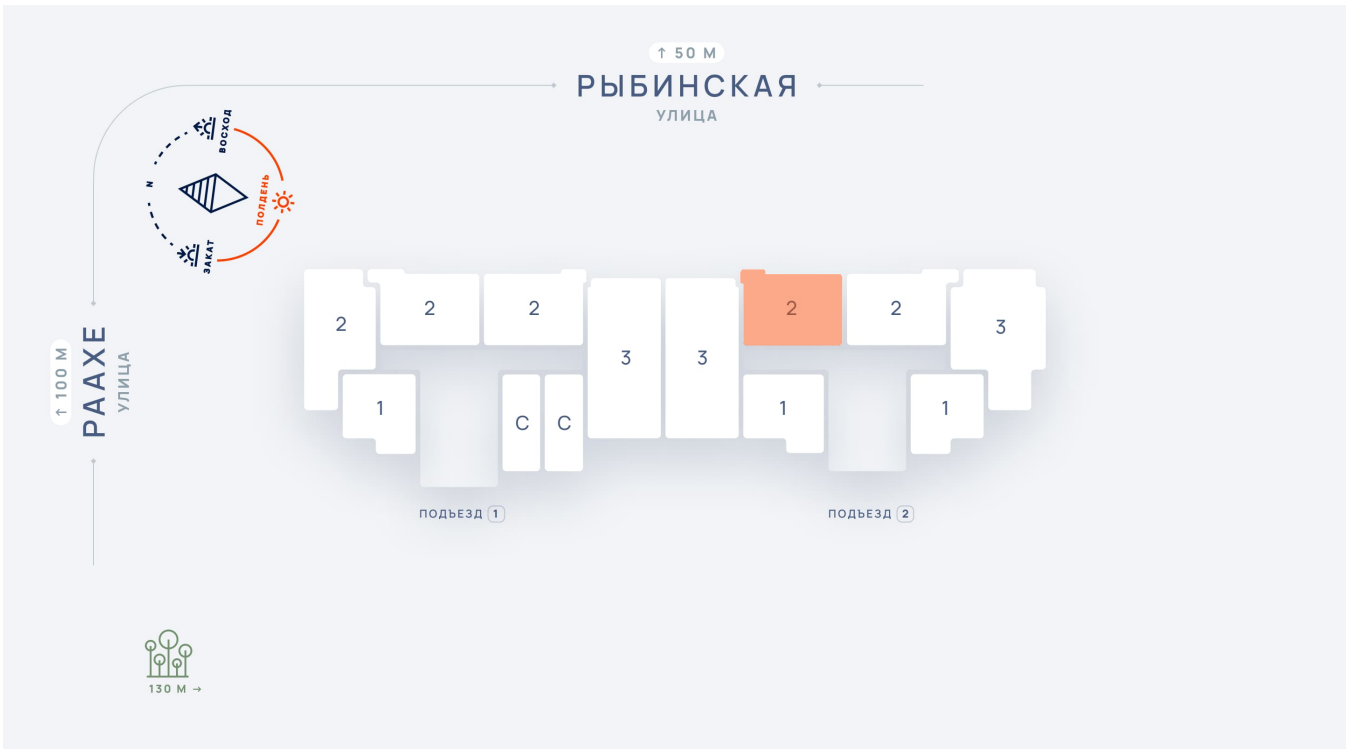 ↑ 50 М
РЫБИНСКАЯ
УЛИЦА
ВОСХОД
N
ПОЛДЕНЬ
ЗАКАТ
↑ 100 М
РААХЕ
УЛИЦА
2 2 2 3 3 2 2 3
1 С С 1 1
ПОДЪЕЗД 1
ПОДЪЕЗД 2
130 М →